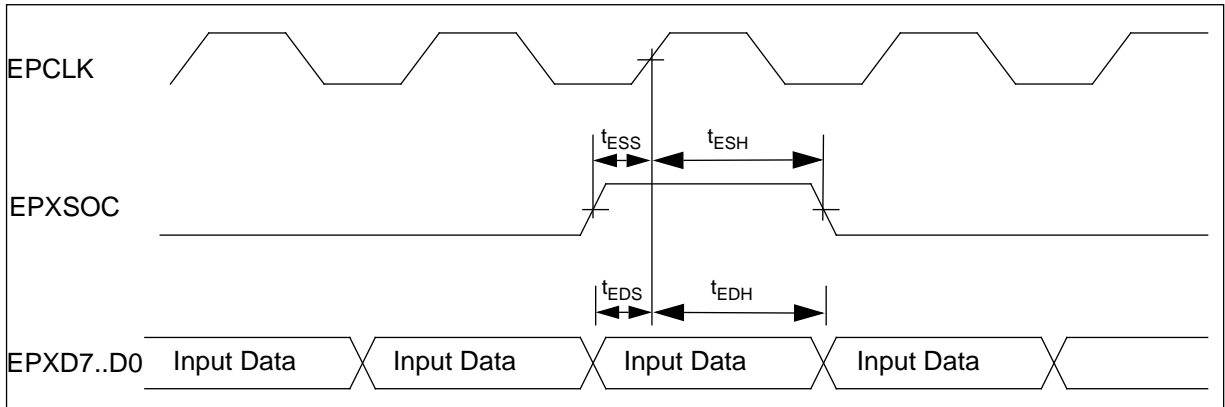 EPCLK
tESS tESH
EPXSOC
tEDS tEDH
EPXD7..D0 Input Data Input Data Input Data Input Data